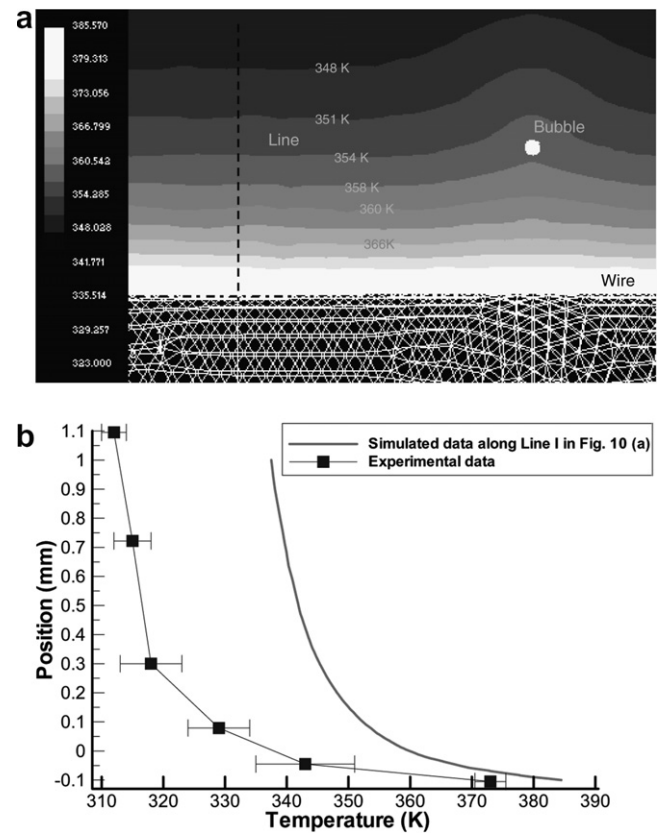 a
385.570
379.313
373.056
366.799
360.542
354.285
348.028
341.771
335.514
329.257
323.000
348 K
351 K
Line
Bubble
354 K
358 K
360 K
366K
Wire
b
Simulated data along Line I in Fig. 10 (a)
Experimental data
Position (mm)
1.1
1
0.9
0.8
0.7
0.6
0.5
0.4
0.3
0.2
0.1
0
-0.1
310 320 330 340 350 360 370 380 390
Temperature (K)